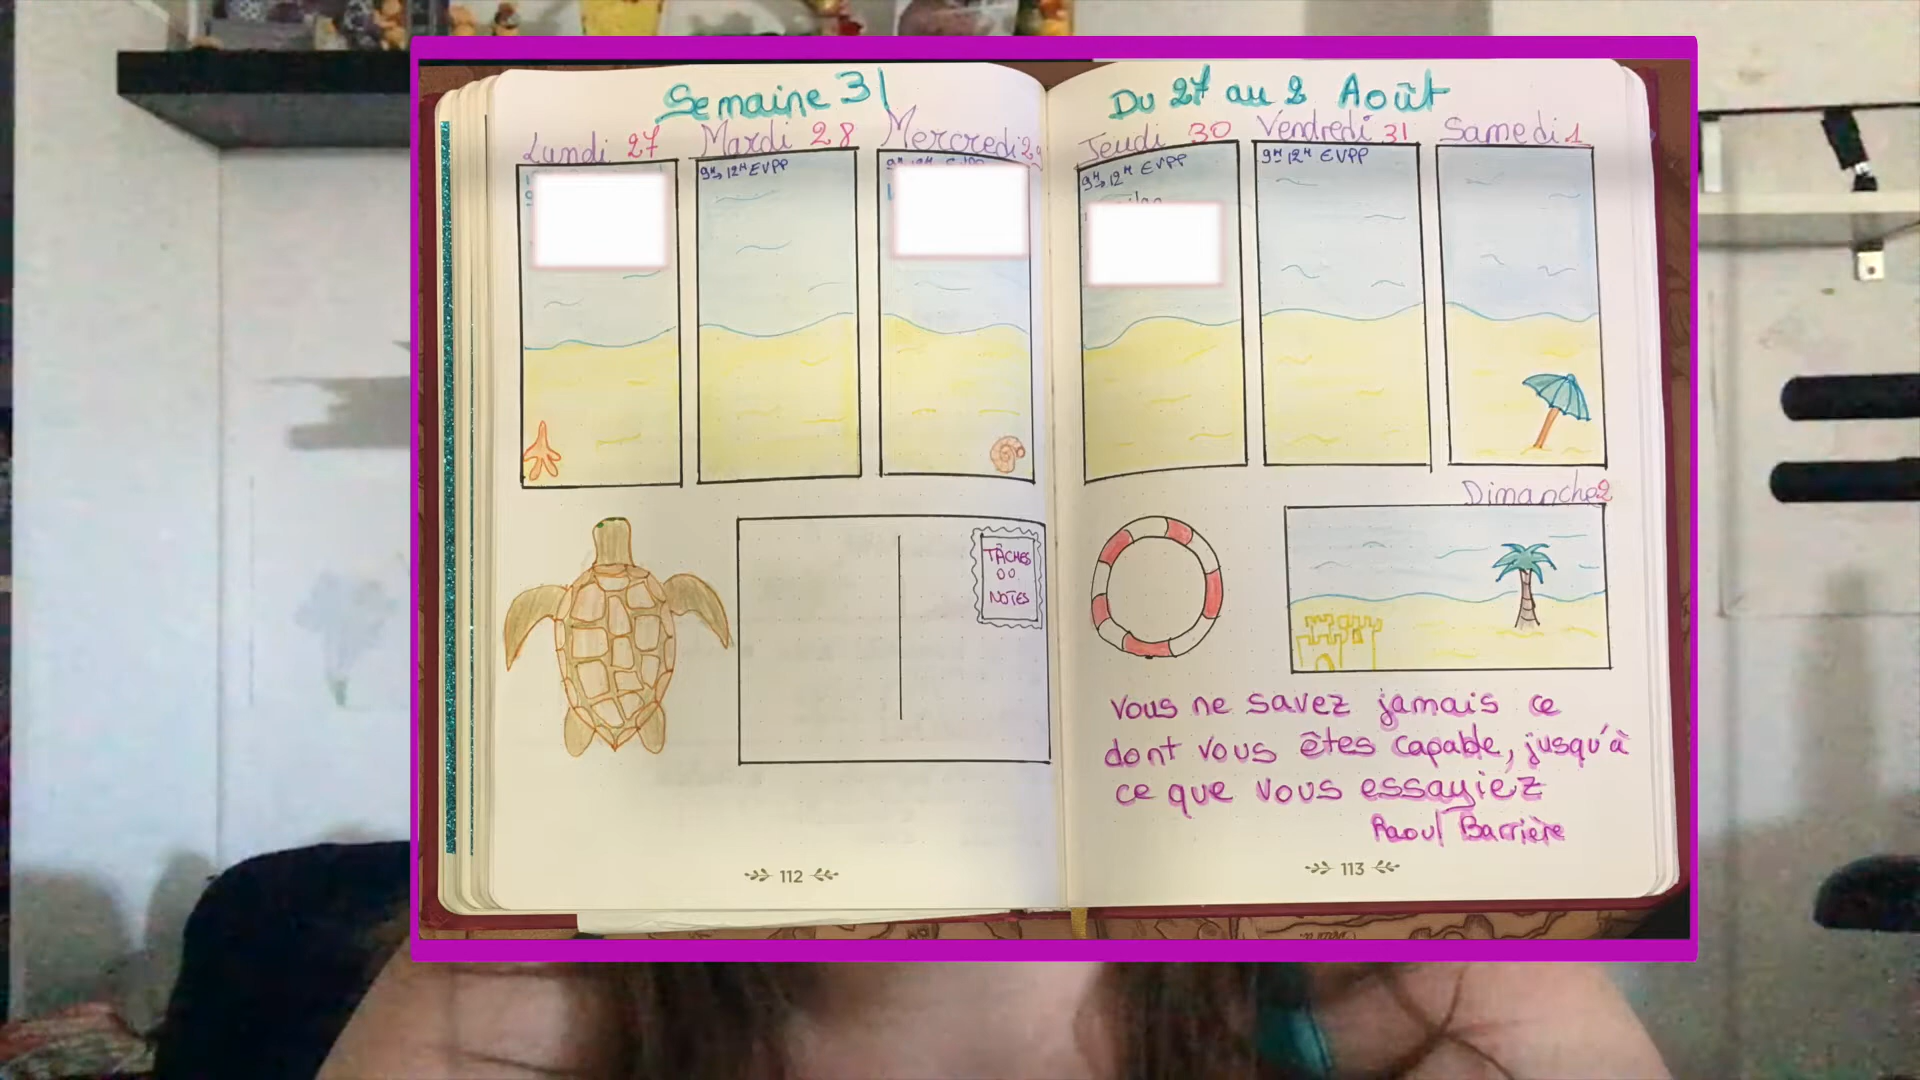 Semaine 31
Du 27 au 2 Août
Lundi 27
Mardi 28
Mercredi 29
Jeudi 30
Vendredi 31
Samedi 1
9H→12H EVPP
9H→12H EVPP
9H 12H EVPP
Dimanche 2
TÂCHES
OO
NOTES
Vous ne savez jamais ce
dont vous êtes capable, jusqu'à
ce que vous essayiez
Raoul Barrière
112
113